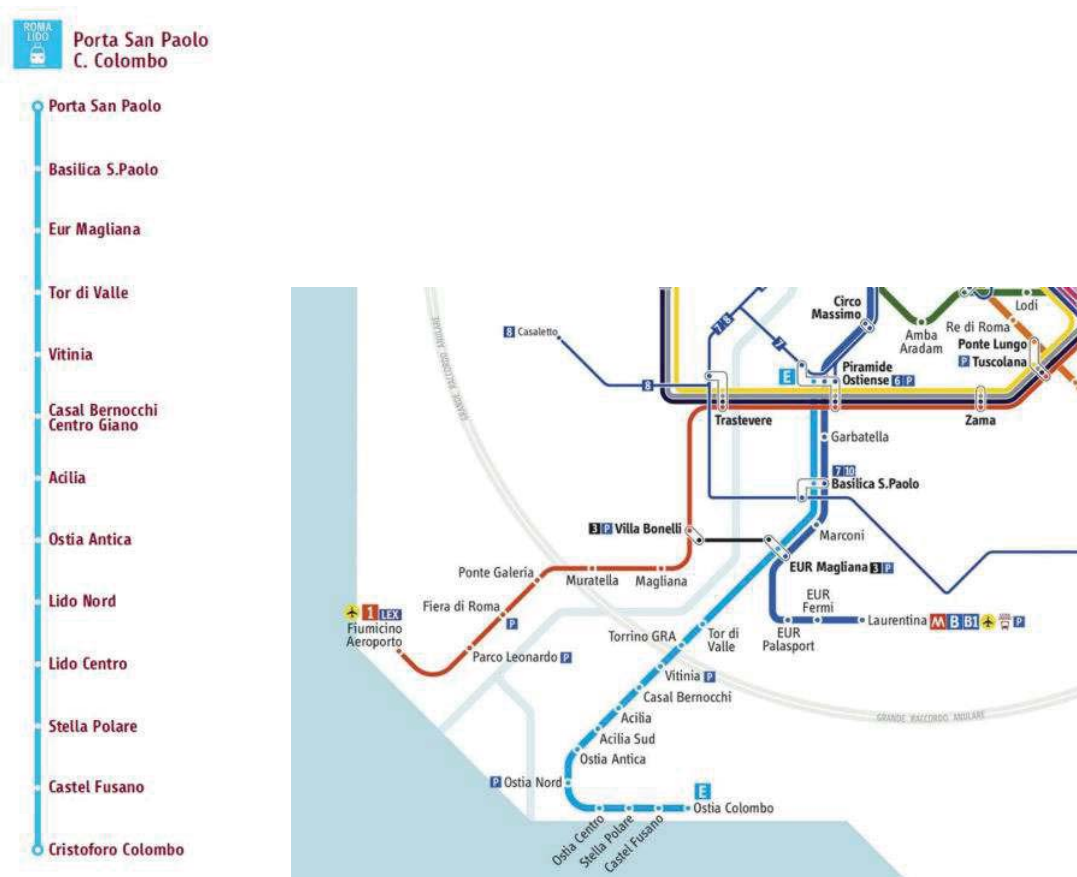 ROMA
LIDO
Porta San Paolo
C. Colombo
Porta San Paolo
Basilica S.Paolo
Eur Magliana
Tor di Valle
Vitinia
Casal Bernocchi
Centro Giano
Acilia
Ostia Antica
Lido Nord
Lido Centro
Stella Polare
Castel Fusano
Cristoforo Colombo
Circo
Massimo
Lodi
Amba
Aradam
Re di Roma
Ponte Lungo
P Tuscolana
8 Casaletto
7 8
7
8
E
Piramide
Ostiense 6 P
Trastevere
Zama
GRANDE RACCORDO ANULARE
Garbatella
7 10
Basilica S.Paolo
3 P Villa Bonelli
Marconi
EUR Magliana 3 P
Ponte Galeria
Muratella
Magliana
EUR
Fermi
Fiera di Roma
P
1 LEX
Fiumicino
Aeroporto
Parco Leonardo P
Torrino GRA
Tor di
Valle
EUR
Palasport
Laurentina M B B1 P
Vitinia P
Casal Bernocchi
Acilia
GRANDE RACCORDO ANULARE
Acilia Sud
Ostia Antica
P Ostia Nord
E
Ostia Colombo
Ostia Centro
Stella Polare
Castel Fusano